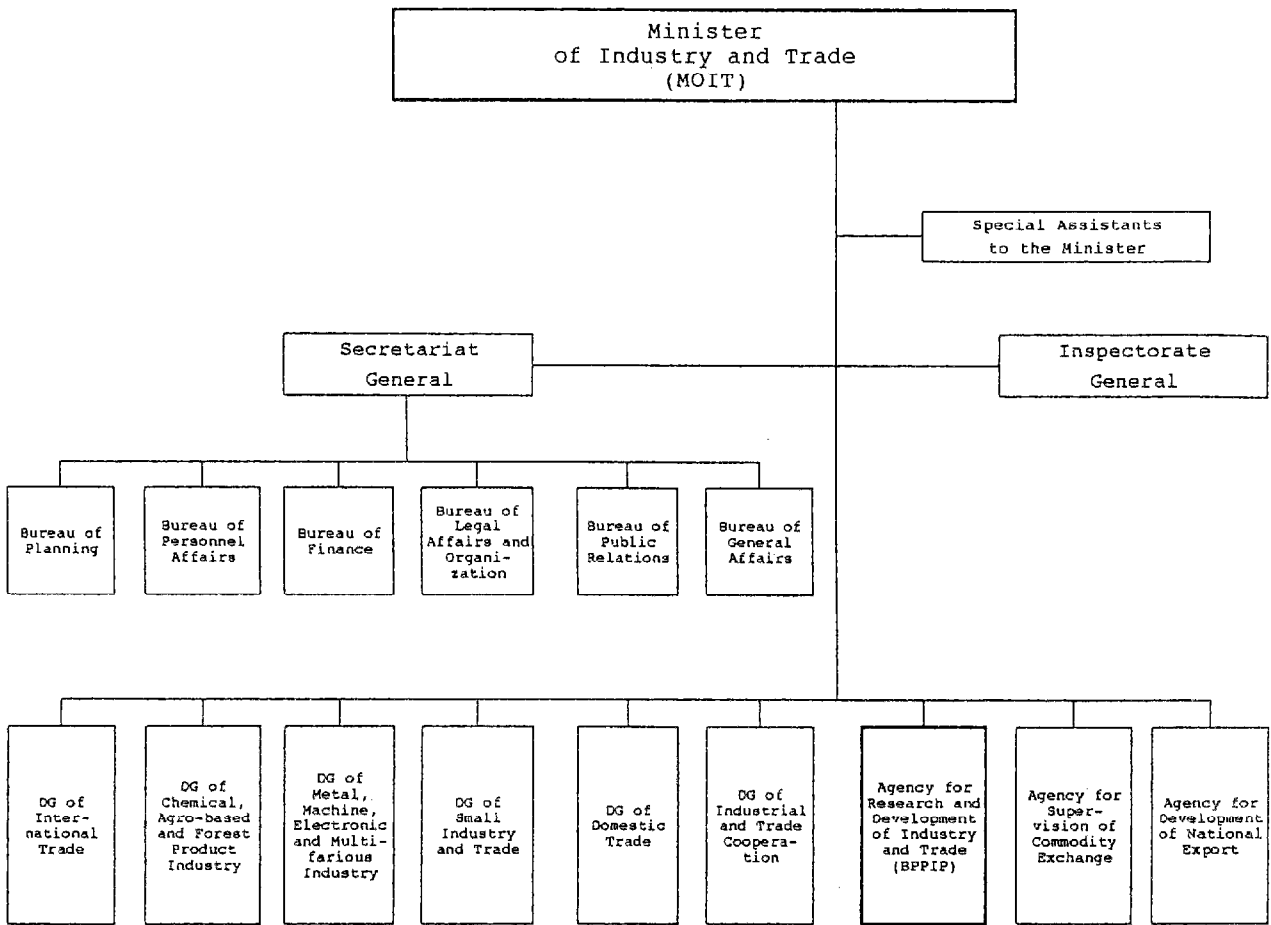 Minister
of Industry and Trade
(MOIT)
Special Assistants
to the Minister
Secretariat
General
Inspectorate
General
Bureau of
Planning
Bureau of
Personnel
Affairs
Bureau of
Finance
Bureau of
Legal
Affairs and
Organi-
zation
Bureau of
Public
Relations
Bureau of
General
Affairs
DG of
Inter-
national
Trade
DG of
Chemical,
Agro-based
and Forest
Product
Industry
DG of
Metal,
Machine,
Electronic
and Multi-
farious
Industry
DG of
Small
Industry
and Trade
DG of
Domestic
Trade
DG of
Industrial
and Trade
Coopera-
tion
Agency for
Research and
Development
of Industry
and Trade
(BPPIP)
Agency for
Super-
vision of
Commodity
Exchange
Agency for
Development
of National
Export